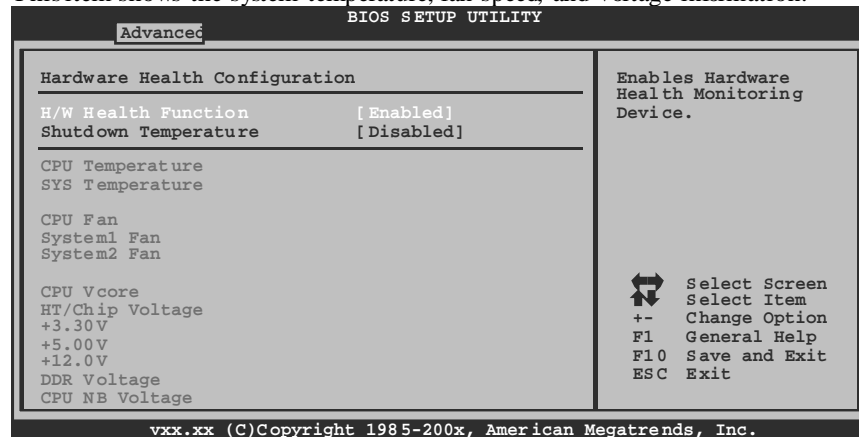 This item shows the system temperature, fan speed, and voltage information.
BIOS SETUP UTILITY
Advanced
Hardware Health Configuration
H/W Health Function [Enabled]
Shutdown Temperature [Disabled]
CPU Temperature
SYS Temperature
CPU Fan
System1 Fan
System2 Fan
CPU Vcore
HT/Chip Voltage
+3.30V
+5.00V
+12.0V
DDR Voltage
CPU NB Voltage
Enables Hardware
Health Monitoring
Device.
Select Screen
Select Item
+- Change Option
F1 General Help
F10 Save and Exit
ESC Exit
vxx.xx (C)Copyright 1985-200x, American Megatrends, Inc.